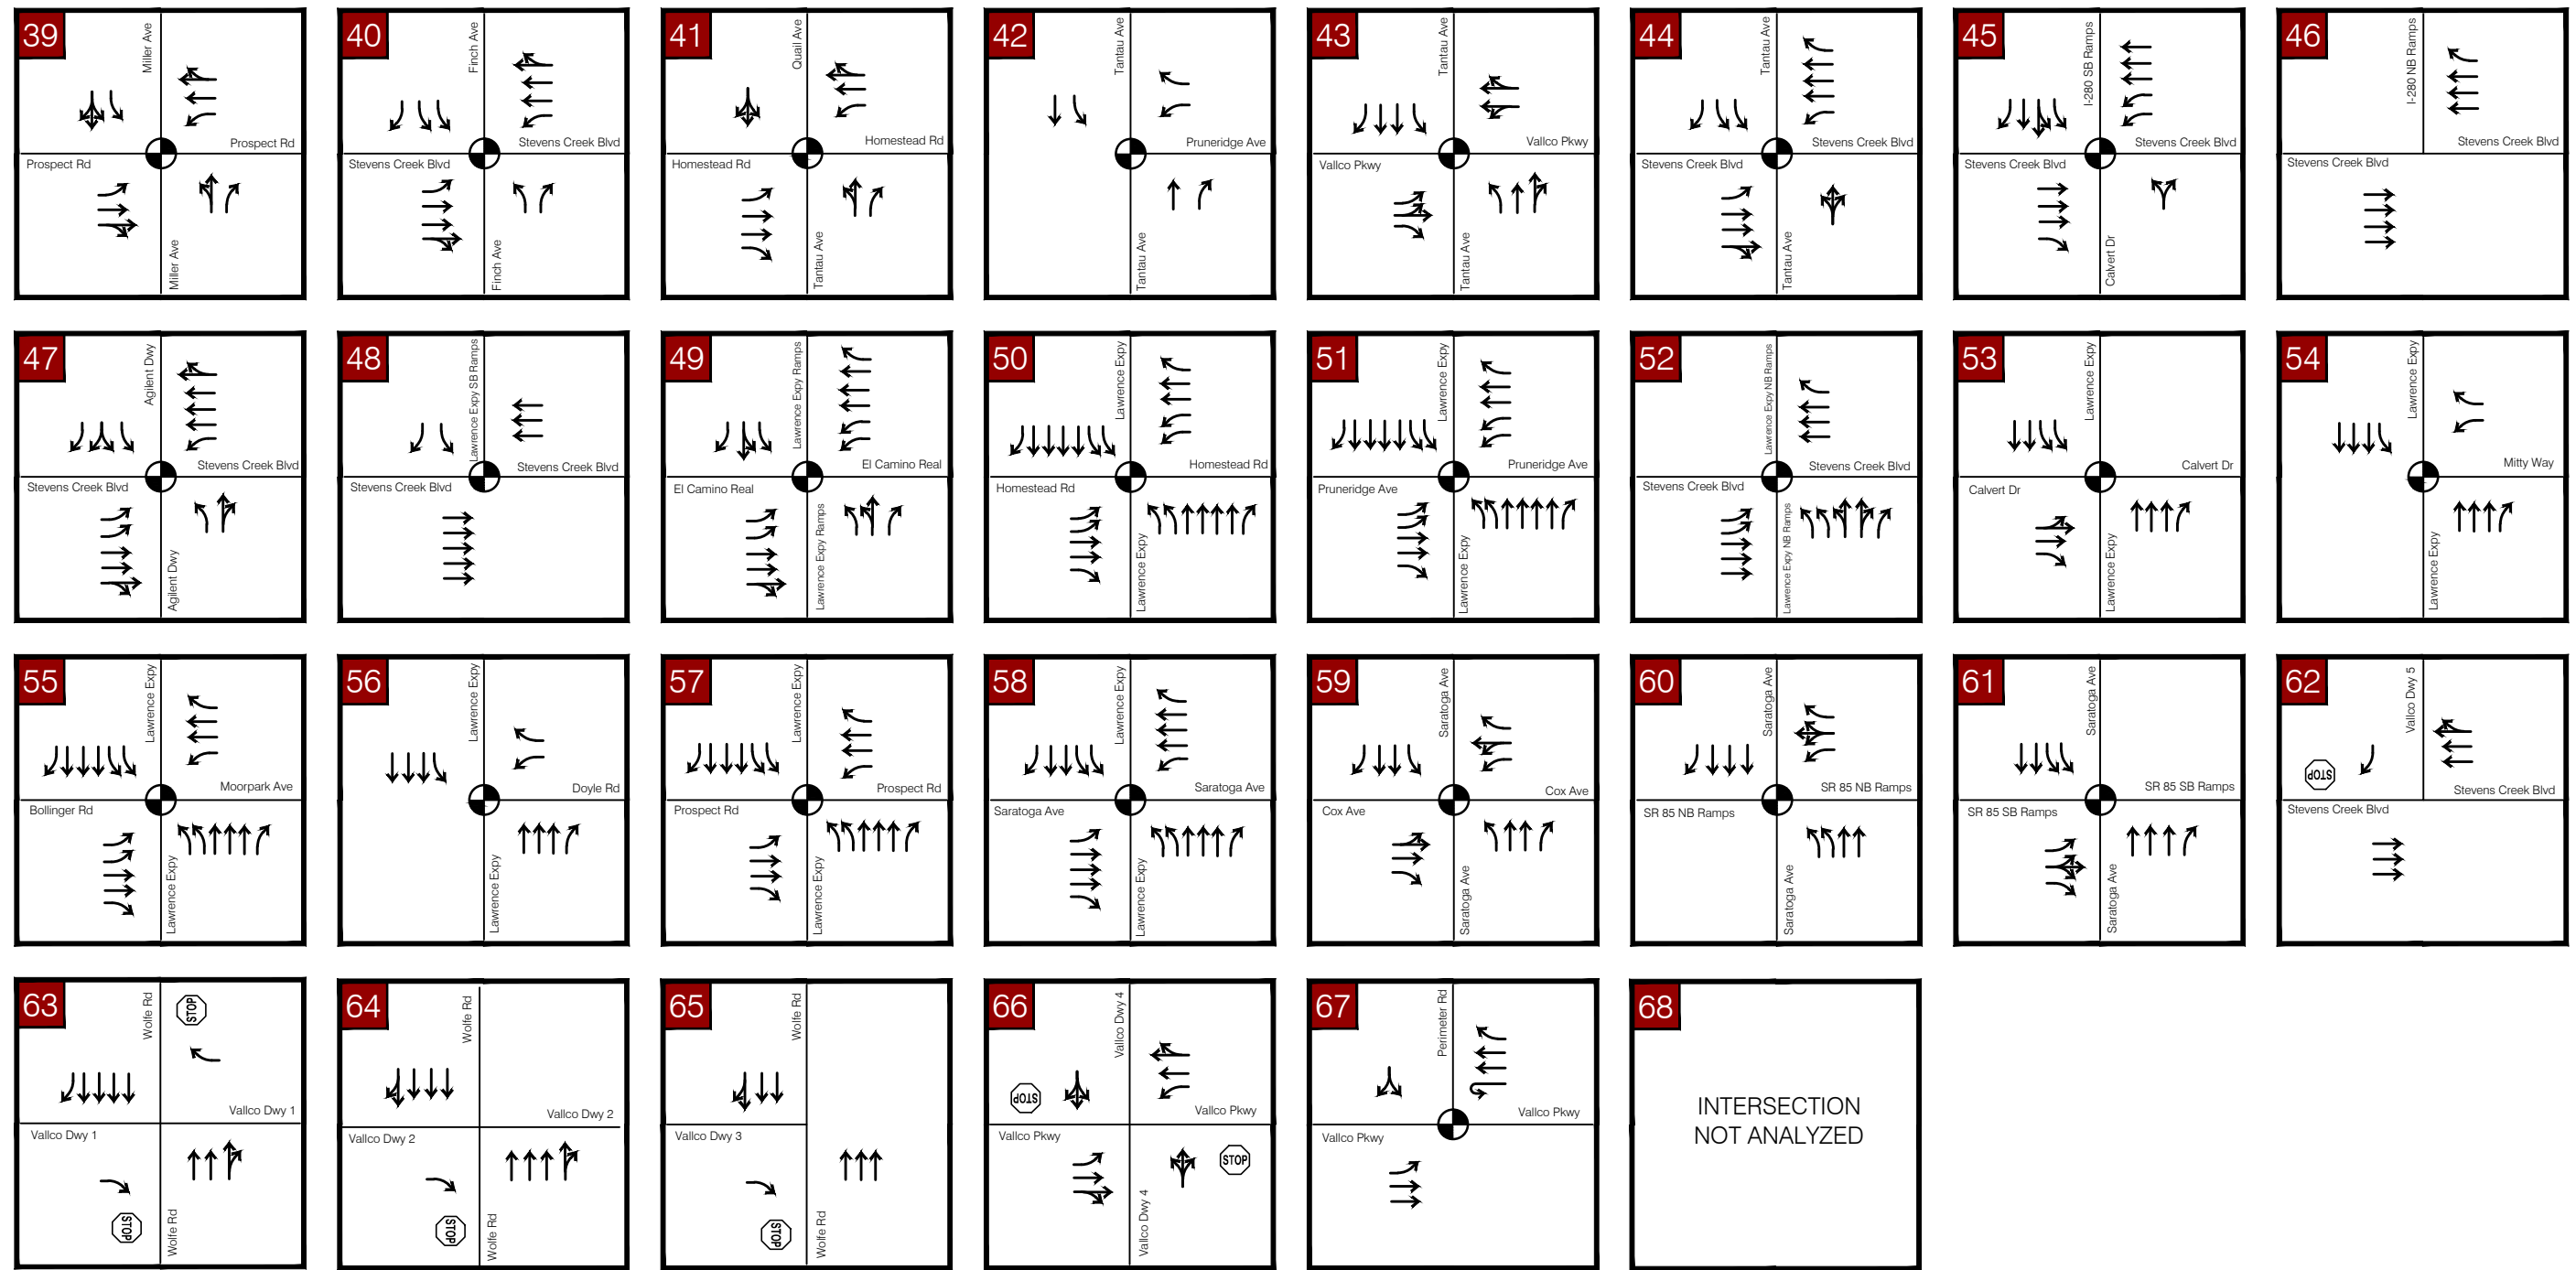 39
Miller Ave
Prospect Rd
Prospect Rd
Miller Ave
40
Finch Ave
Stevens Creek Blvd
Stevens Creek Blvd
Finch Ave
41
Quail Ave
Homestead Rd
Homestead Rd
Tantau Ave
42
Tantau Ave
Pruneridge Ave
Tantau Ave
43
Tantau Ave
Vallco Pkwy
Vallco Pkwy
Tantau Ave
44
Tantau Ave
Stevens Creek Blvd
Stevens Creek Blvd
Tantau Ave
45
I-280 SB Ramps
Stevens Creek Blvd
Stevens Creek Blvd
Calvert Dr
46
I-280 NB Ramps
Stevens Creek Blvd
Stevens Creek Blvd
47
Agilent Dwy
Stevens Creek Blvd
Stevens Creek Blvd
Agilent Dwy
48
Lawrence Expy SB Ramps
Stevens Creek Blvd
Stevens Creek Blvd
49
Lawrence Expy Ramps
El Camino Real
El Camino Real
Lawrence Expy Ramps
50
Lawrence Expy
Homestead Rd
Homestead Rd
Lawrence Expy
51
Lawrence Expy
Pruneridge Ave
Pruneridge Ave
Lawrence Expy
52
Lawrence Expy NB Ramps
Stevens Creek Blvd
Stevens Creek Blvd
Lawrence Expy NB Ramps
53
Lawrence Expy
Calvert Dr
Calvert Dr
Lawrence Expy
54
Lawrence Expy
Mitty Way
Lawrence Expy
55
Lawrence Expy
Moorpark Ave
Bollinger Rd
Lawrence Expy
56
Lawrence Expy
Doyle Rd
Lawrence Expy
57
Lawrence Expy
Prospect Rd
Prospect Rd
Lawrence Expy
58
Lawrence Expy
Saratoga Ave
Saratoga Ave
Lawrence Expy
59
Saratoga Ave
Cox Ave
Cox Ave
Saratoga Ave
60
Saratoga Ave
SR 85 NB Ramps
SR 85 NB Ramps
Saratoga Ave
61
Saratoga Ave
SR 85 SB Ramps
SR 85 SB Ramps
Saratoga Ave
62
Vallco Dwy 5
STOP
Stevens Creek Blvd
Stevens Creek Blvd
63
Wolfe Rd
STOP
Vallco Dwy 1
Vallco Dwy 1
STOP
Wolfe Rd
64
Wolfe Rd
Vallco Dwy 2
Vallco Dwy 2
STOP
Wolfe Rd
65
Wolfe Rd
Vallco Dwy 3
STOP
Wolfe Rd
66
Vallco Dwy 4
STOP
Vallco Pkwy
Vallco Pkwy
STOP
Vallco Dwy 4
67
Perimeter Rd
Vallco Pkwy
Vallco Pkwy
68
INTERSECTION
NOT ANALYZED